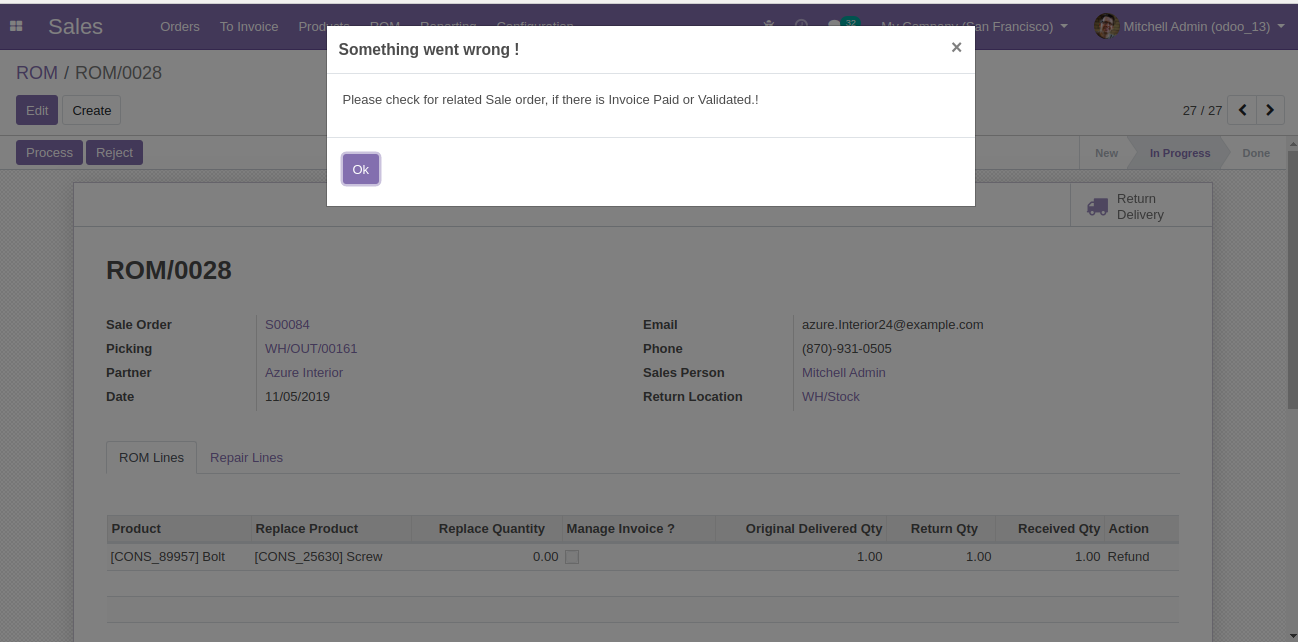 Sales Orders To Invoice Products ROM Reporting Configuration 32 My Company (San Francisco) Mitchell Admin (odoo_13)
Something went wrong ! ×
Please check for related Sale order, if there is Invoice Paid or Validated.!
Ok
ROM / ROM/0028
Edit Create 27 / 27
Process Reject New In Progress Done
Return
Delivery
ROM/0028
Sale Order S00084 Email azure.Interior24@example.com
Picking WH/OUT/00161 Phone (870)-931-0505
Partner Azure Interior Sales Person Mitchell Admin
Date 11/05/2019 Return Location WH/Stock
ROM Lines Repair Lines
Product Replace Product Replace Quantity Manage Invoice ? Original Delivered Qty Return Qty Received Qty Action
[CONS_89957] Bolt [CONS_25630] Screw 0.00 1.00 1.00 1.00 Refund